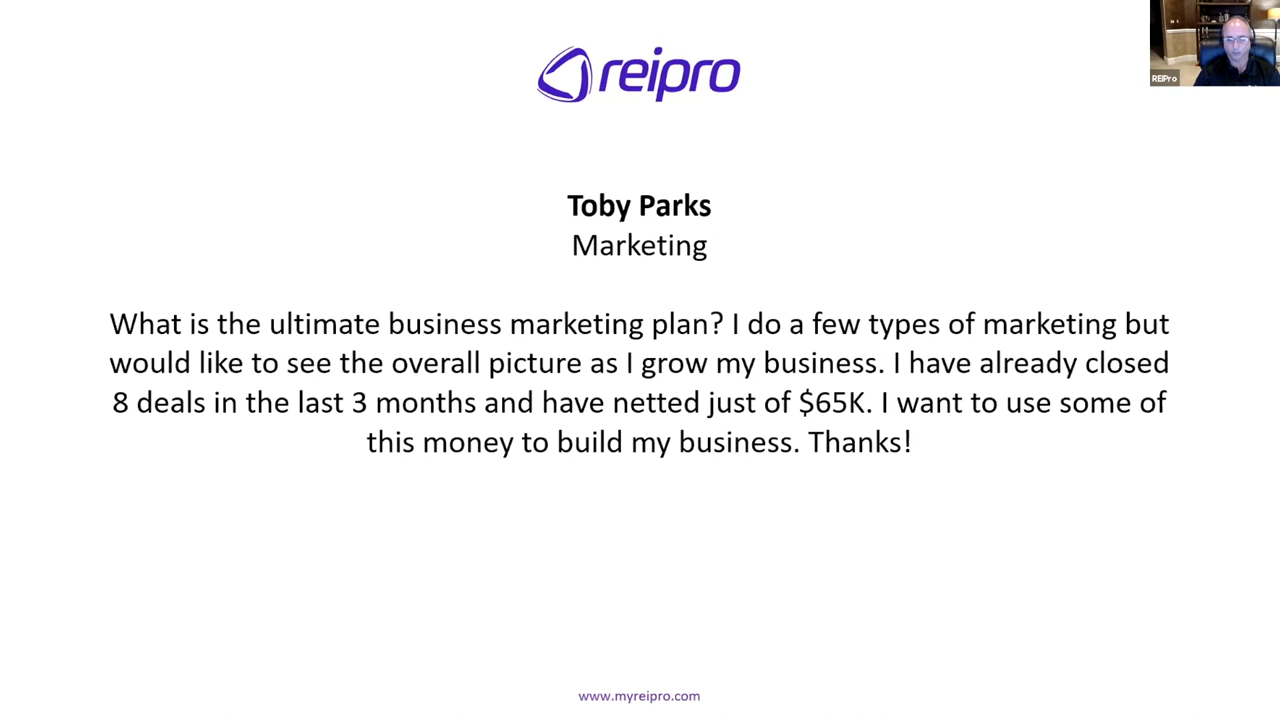 reipro
REIPro
Toby Parks
Marketing
What is the ultimate business marketing plan? I do a few types of marketing but
would like to see the overall picture as I grow my business. I have already closed
8 deals in the last 3 months and have netted just of $65K. I want to use some of
this money to build my business. Thanks!
www.myreipro.com